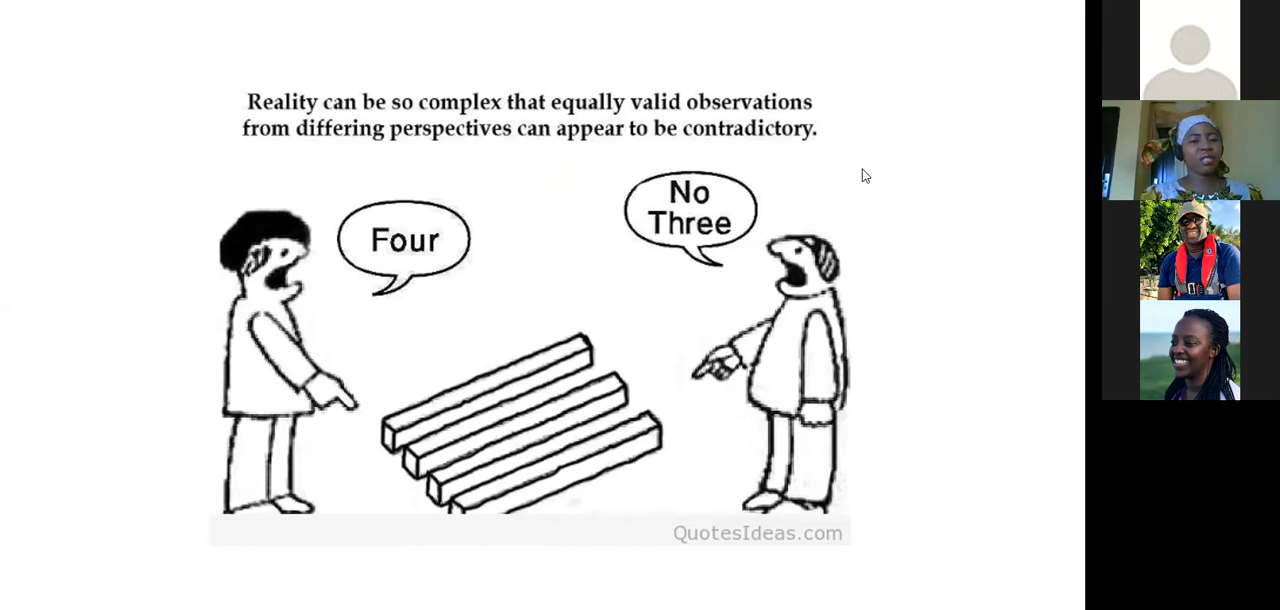 Reality can be so complex that equally valid observations
from differing perspectives can appear to be contradictory.
Four
No
Three
QuotesIdeas.com